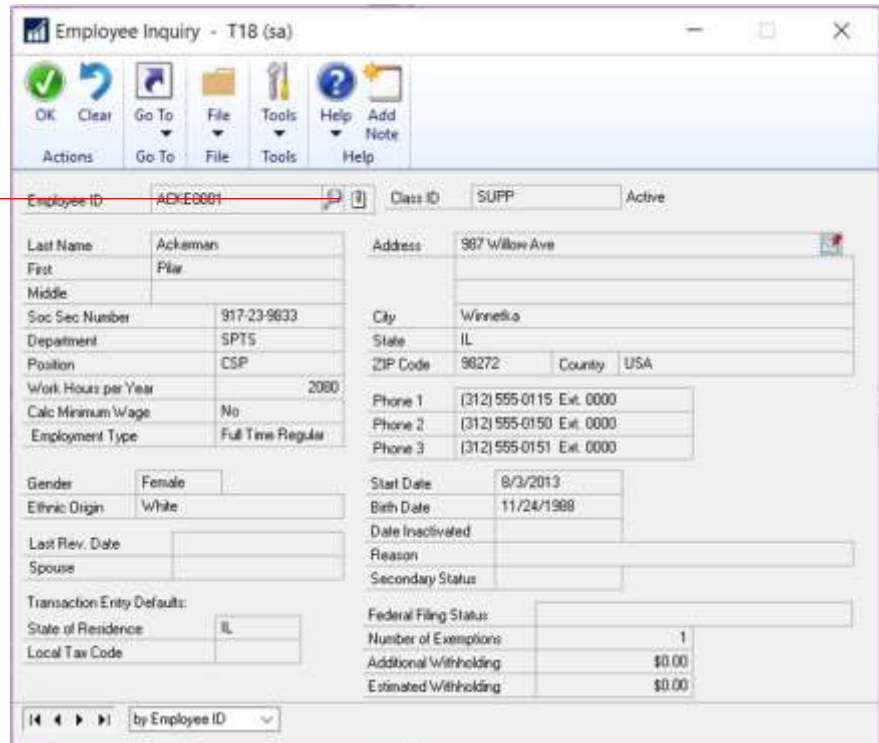 Employee Inquiry - T18 (sa)
OK Clear Go To File Tools Help Add Note
Actions Go To File Tools Help
Employee ID ACKE0001 Class ID SUPP Active
Last Name Ackerman Address 987 Willow Ave
First Pilar
Middle
Soc Sec Number 917-23-9833 City Winnetka
Department SPTS State IL
Position CSP ZIP Code 98272 Country USA
Work Hours per Year 2080
Phone 1 (312) 555-0115 Ext. 0000
Calc Minimum Wage No
Phone 2 (312) 555-0150 Ext. 0000
Employment Type Full Time Regular
Phone 3 (312) 555-0151 Ext. 0000
Gender Female Start Date 8/3/2013
Ethnic Origin White Birth Date 11/24/1988
Date Inactivated
Last Rev. Date
Reason
Spouse
Secondary Status
Transaction Entry Defaults:
Federal Filing Status
State of Residence IL
Number of Exemptions 1
Local Tax Code
Additional Withholding $0.00
Estimated Withholding $0.00
by Employee ID